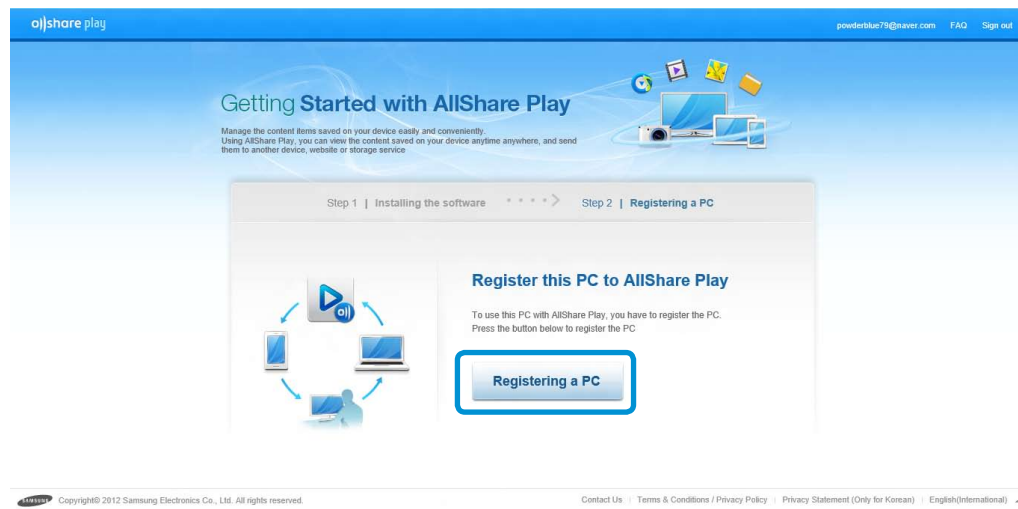 allshare play
powderblue79@naver.com FAQ Sign out
Getting Started with AllShare Play
Manage the content items saved on your device easily and conveniently.
Using AllShare Play, you can view the content saved on your device anytime anywhere, and send
them to another device, website or storage service
Step 1 | Installing the software Step 2 | Registering a PC
Register this PC to AllShare Play
To use this PC with AllShare Play, you have to register the PC.
Press the button below to register the PC
Registering a PC
SAMSUNG Copyright© 2012 Samsung Electronics Co., Ltd. All rights reserved. Contact Us | Terms & Conditions / Privacy Policy | Privacy Statement (Only for Korean) | English(International)